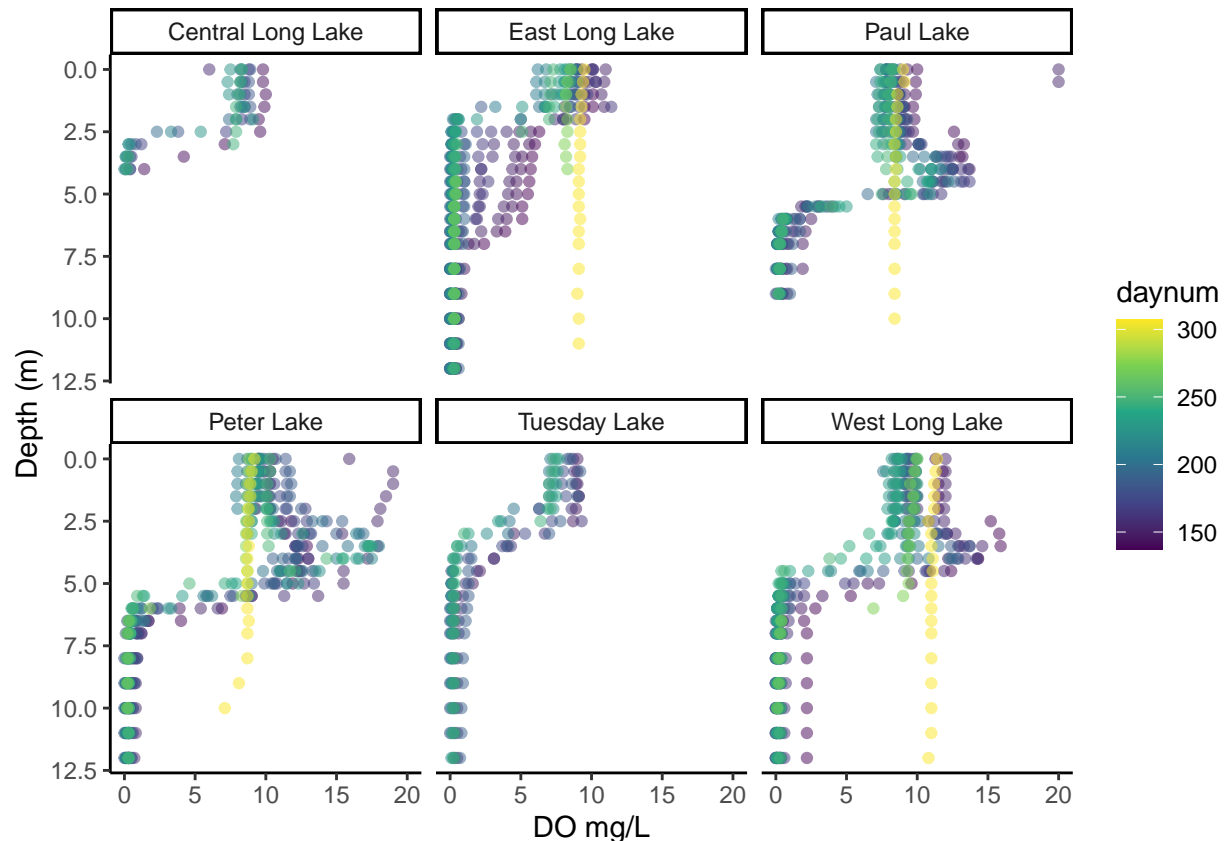 Central Long Lake
East Long Lake
Paul Lake
0.0
2.5
5.0
7.5
10.0
12.5
Peter Lake
Tuesday Lake
West Long Lake
0.0
2.5
5.0
7.5
10.0
12.5
0 5 10 15 20
0 5 10 15 20
0 5 10 15 20
Depth (m)
DO mg/L
daynum
300
250
200
150